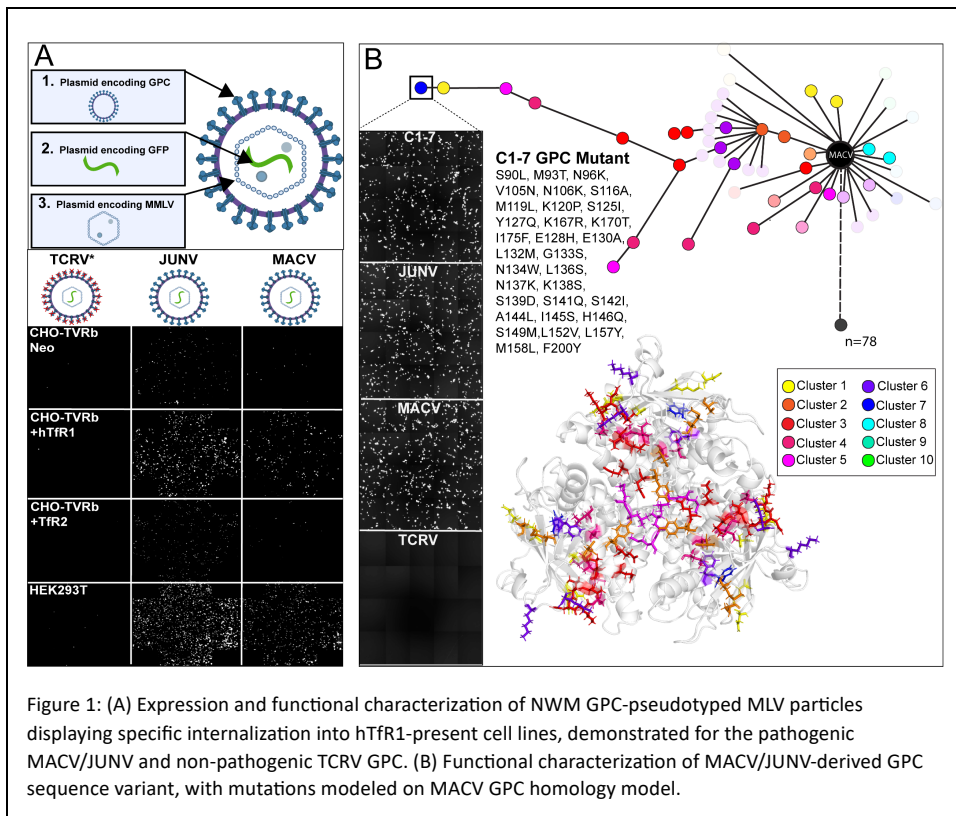 A
1. Plasmid encoding GPC
2. Plasmid encoding GFP
3. Plasmid encoding MMLV
TCRV* JUNV MACV
CHO-TVRb
Neo
CHO-TVRb
+hTfR1
CHO-TVRb
+TfR2
HEK293T
B
C1-7
JUNV
MACV
TCRV
C1-7 GPC Mutant
S90L, M93T, N96K,
V105N, N106K, S116A,
M119L, K120P, S125I,
Y127Q, K167R, K170T,
I175F, E128H, E130A,
L132M, G133S,
N134W, L136S,
N137K, K138S,
S139D, S141Q, S142I,
A144L, I145S, H146Q,
S149M,L152V, L157Y,
M158L, F200Y
MACV
n=78
Cluster 1 Cluster 6
Cluster 2 Cluster 7
Cluster 3 Cluster 8
Cluster 4 Cluster 9
Cluster 5 Cluster 10
Figure 1: (A) Expression and functional characterization of NWM GPC-pseudotyped MLV particles
displaying specific internalization into hTfR1-present cell lines, demonstrated for the pathogenic
MACV/JUNV and non-pathogenic TCRV GPC. (B) Functional characterization of MACV/JUNV-derived GPC
sequence variant, with mutations modeled on MACV GPC homology model.